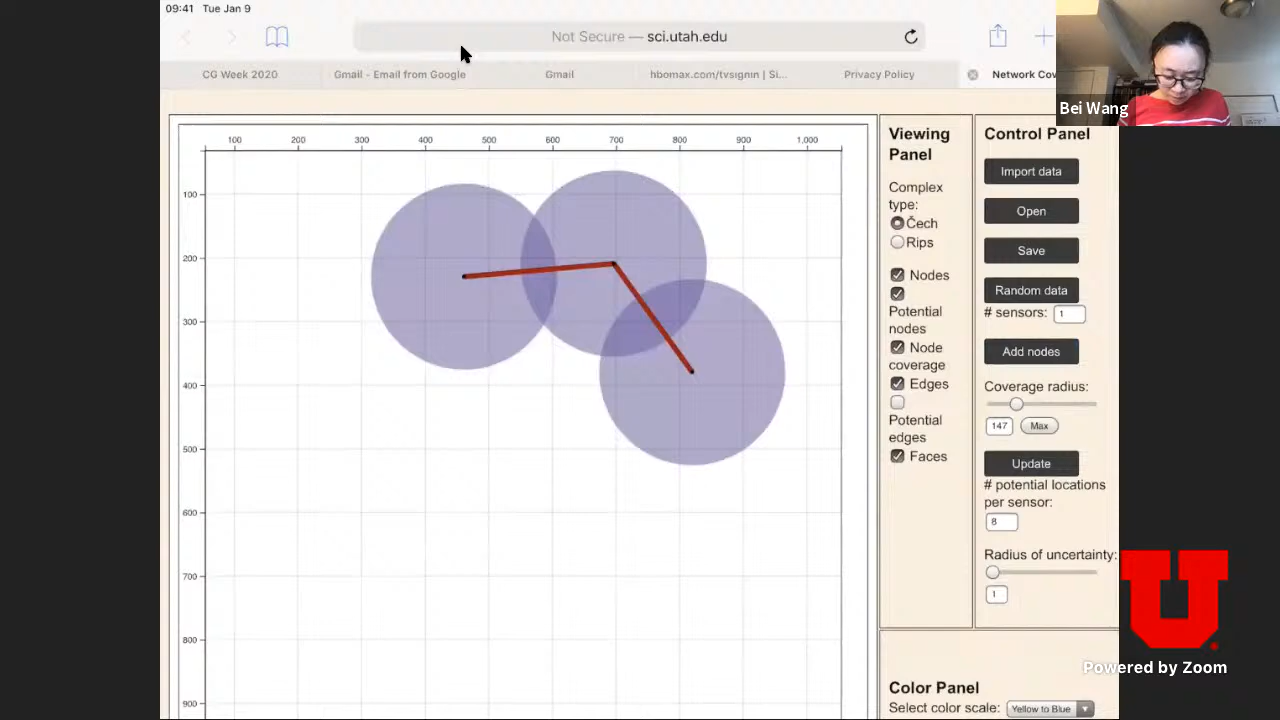 09:41 Tue Jan 9
Not Secure — sci.utah.edu
CG Week 2020
Gmail - Email from Google
Gmail
hbomax.com/tvsignin | Si...
Privacy Policy
Network Cov
Bei Wang
100 200 300 400 500 600 700 800 900 1,000
100
200
300
400
500
600
700
800
900
Viewing
Panel
Complex
type:
Čech
Rips
Nodes
Potential
nodes
Node
coverage
Edges
Potential
edges
Faces
Control Panel
Import data
Open
Save
Random data
# sensors: 1
Add nodes
Coverage radius:
147 Max
Update
# potential locations
per sensor:
8
Radius of uncertainty:
1
Color Panel
Select color scale: Yellow to Blue
U
Powered by Zoom